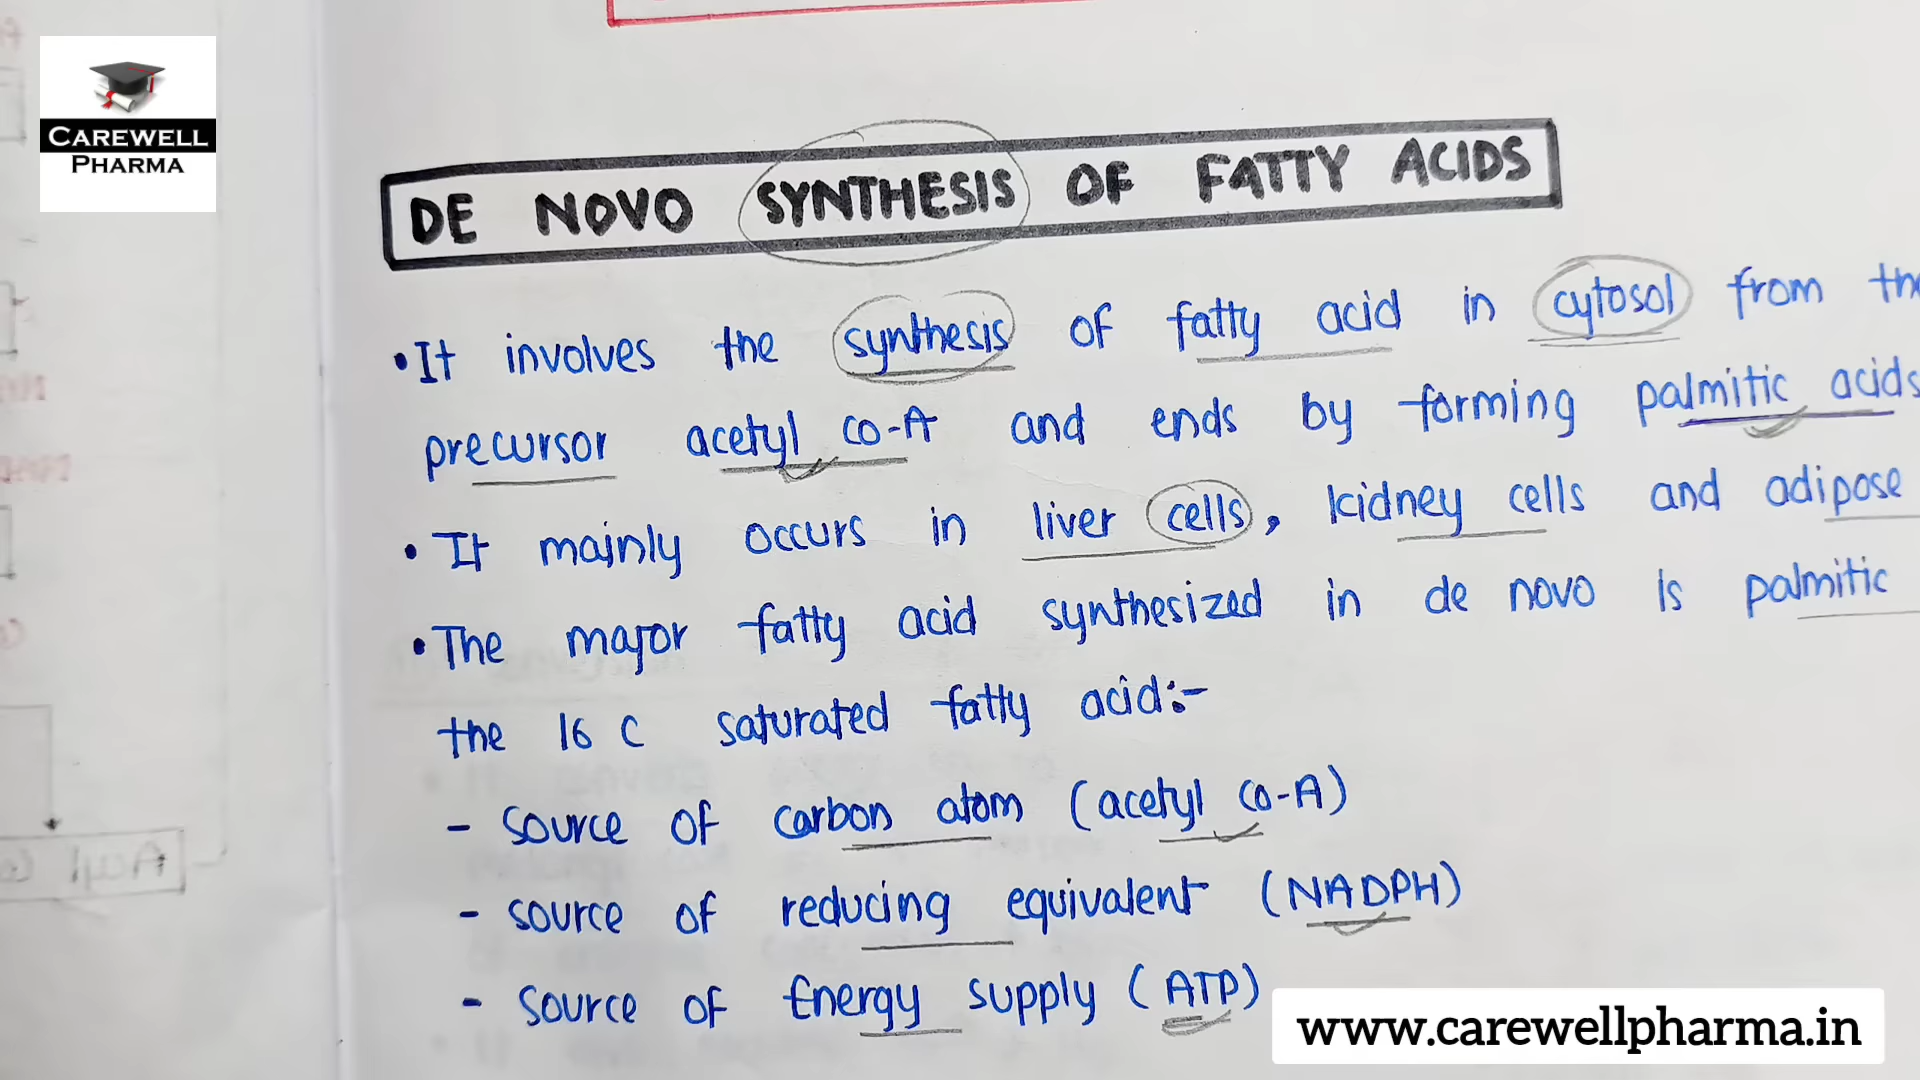 CAREWELL
PHARMA
DE NOVO SYNTHESIS OF FATTY ACIDS
• It involves the synthesis of fatty acid in cytosol from the
precursor acetyl co-A and ends by forming palmitic acids
• It mainly occurs in liver cells, kidney cells and adipose
• The major fatty acid synthesized in de novo is palmitic
the 16 C saturated fatty acid:-
- source of carbon atom (acetyl co-A)
- source of reducing equivalent (NADPH)
- source of Energy supply (ATP)
www.carewellpharma.in